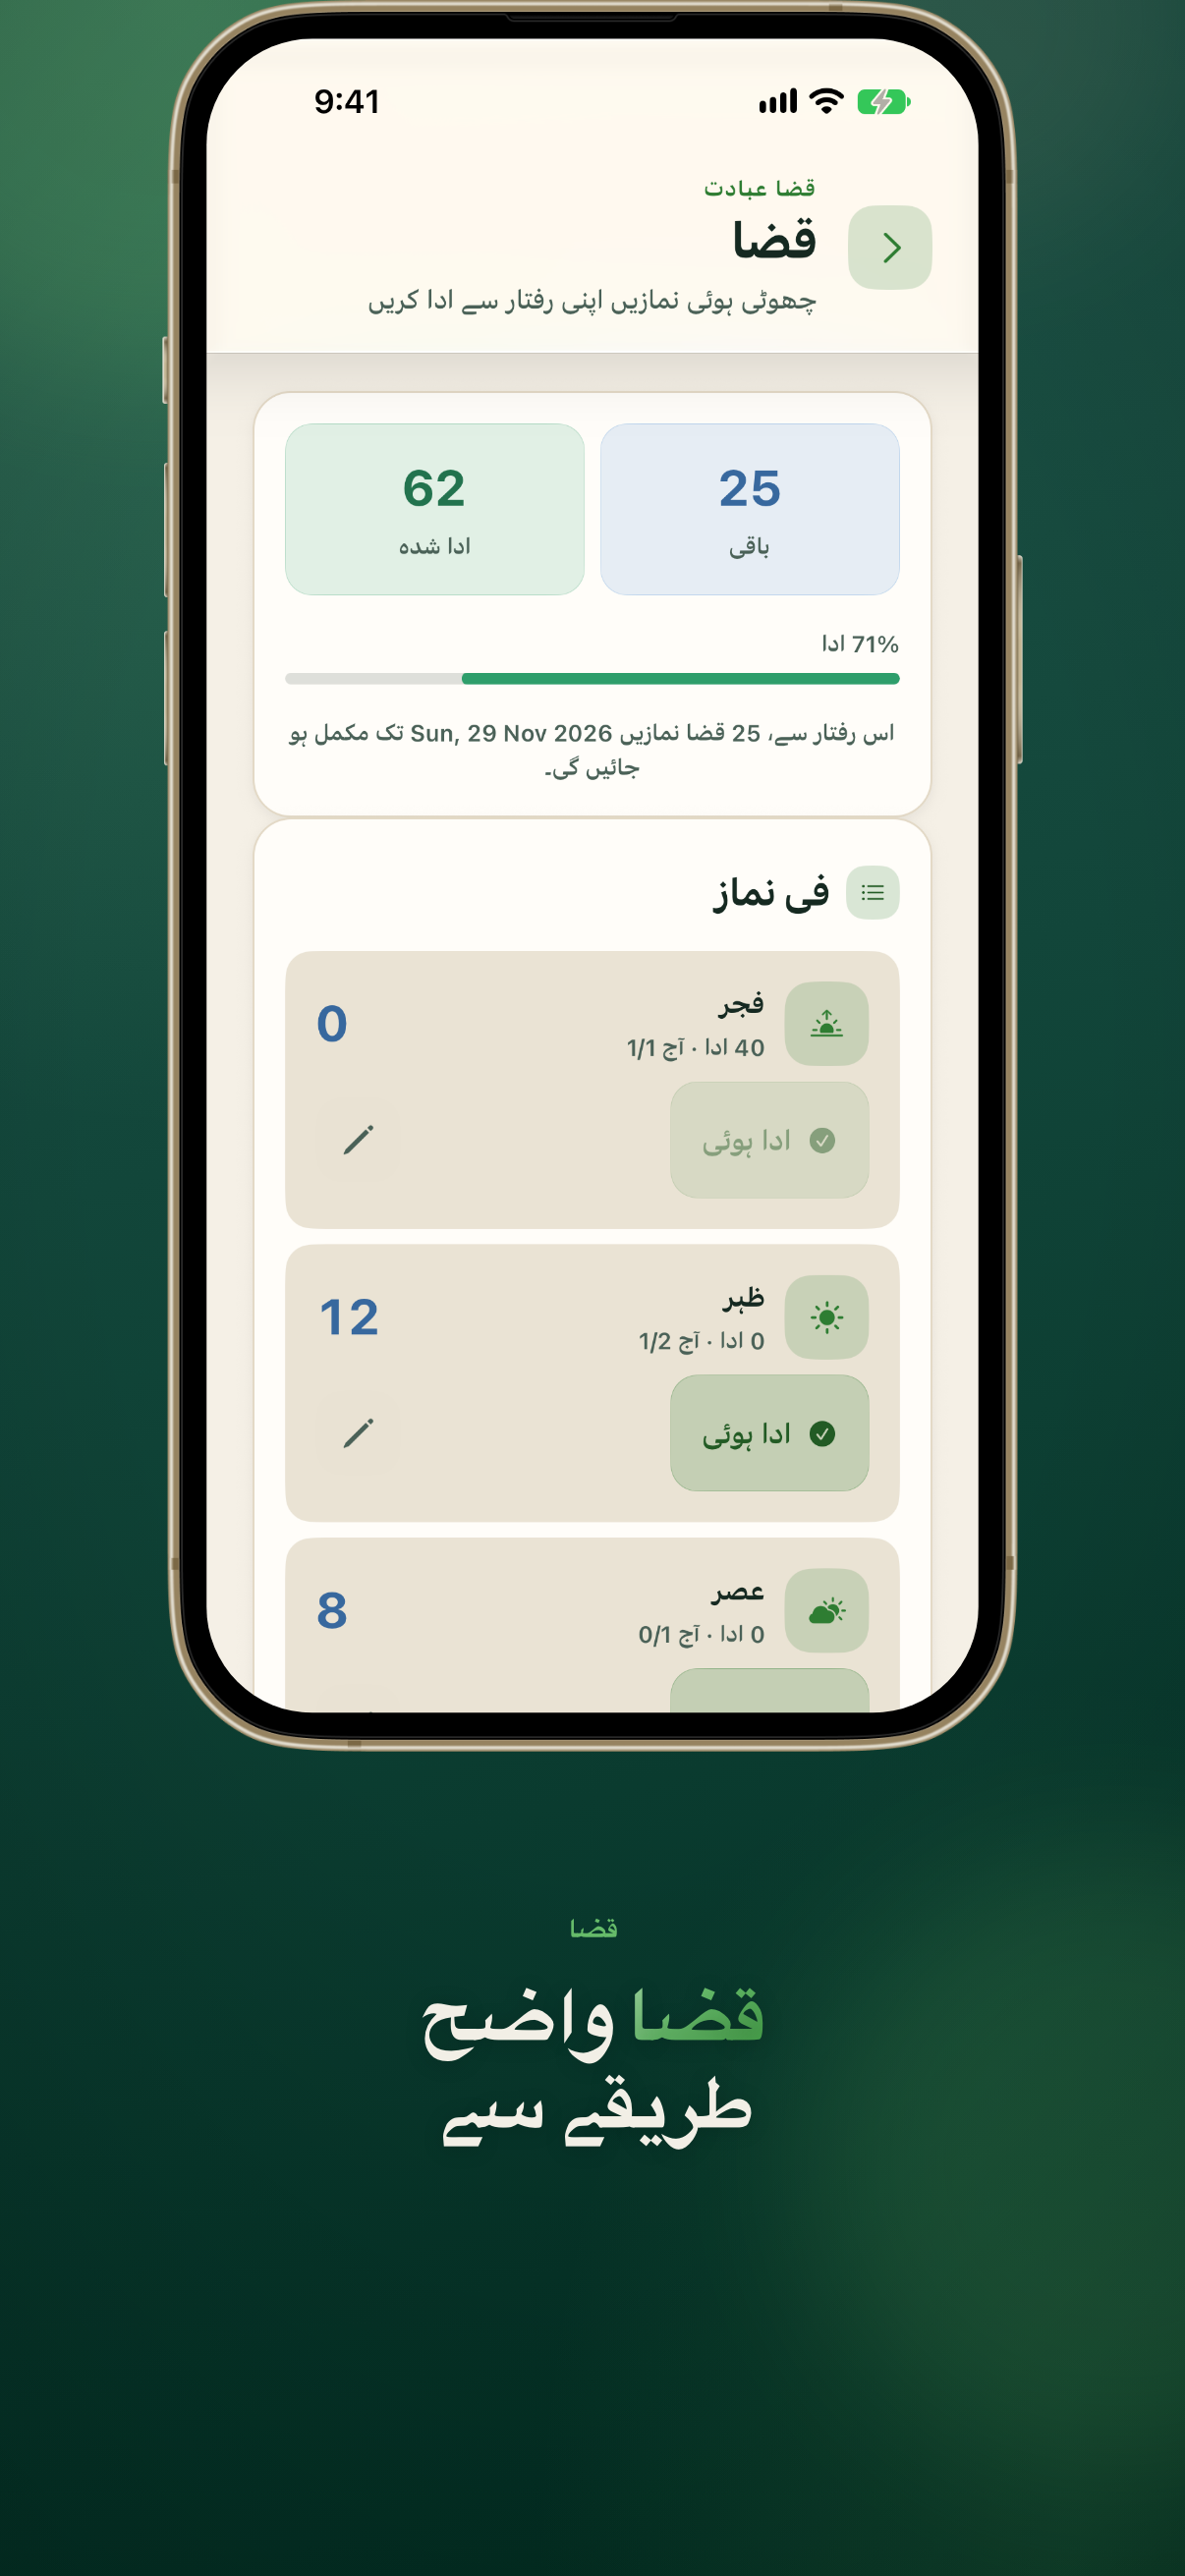 9:41
قضا عبادت
قضا
چھوٹی ہوئی نمازیں اپنی رفتار سے ادا کریں
25
باقی
62
ادا شدہ
71% ادا
اس رفتار سے، 25 قضا نمازیں Sun, 29 Nov 2026 تک مکمل ہو
جائیں گی۔
فی نماز
فجر
40 ادا · آج 1/1
0
ادا ہوئی
ظہر
0 ادا · آج 1/2
12
ادا ہوئی
عصر
0 ادا · آج 0/1
8
قضا
قضا واضح
طریقے سے